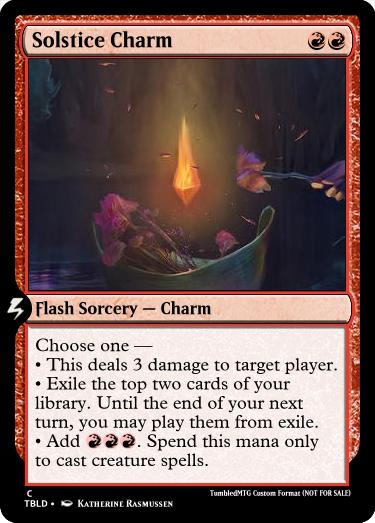 Solstice Charm
Flash Sorcery — Charm
Choose one —
• This deals 3 damage to target player.
• Exile the top two cards of your
library. Until the end of your next
turn, you may play them from exile.
• Add. Spend this mana only
to cast creature spells.
C
TBLD • Katherine Rasmussen
TumbledMTG Custom Format (NOT FOR SALE)